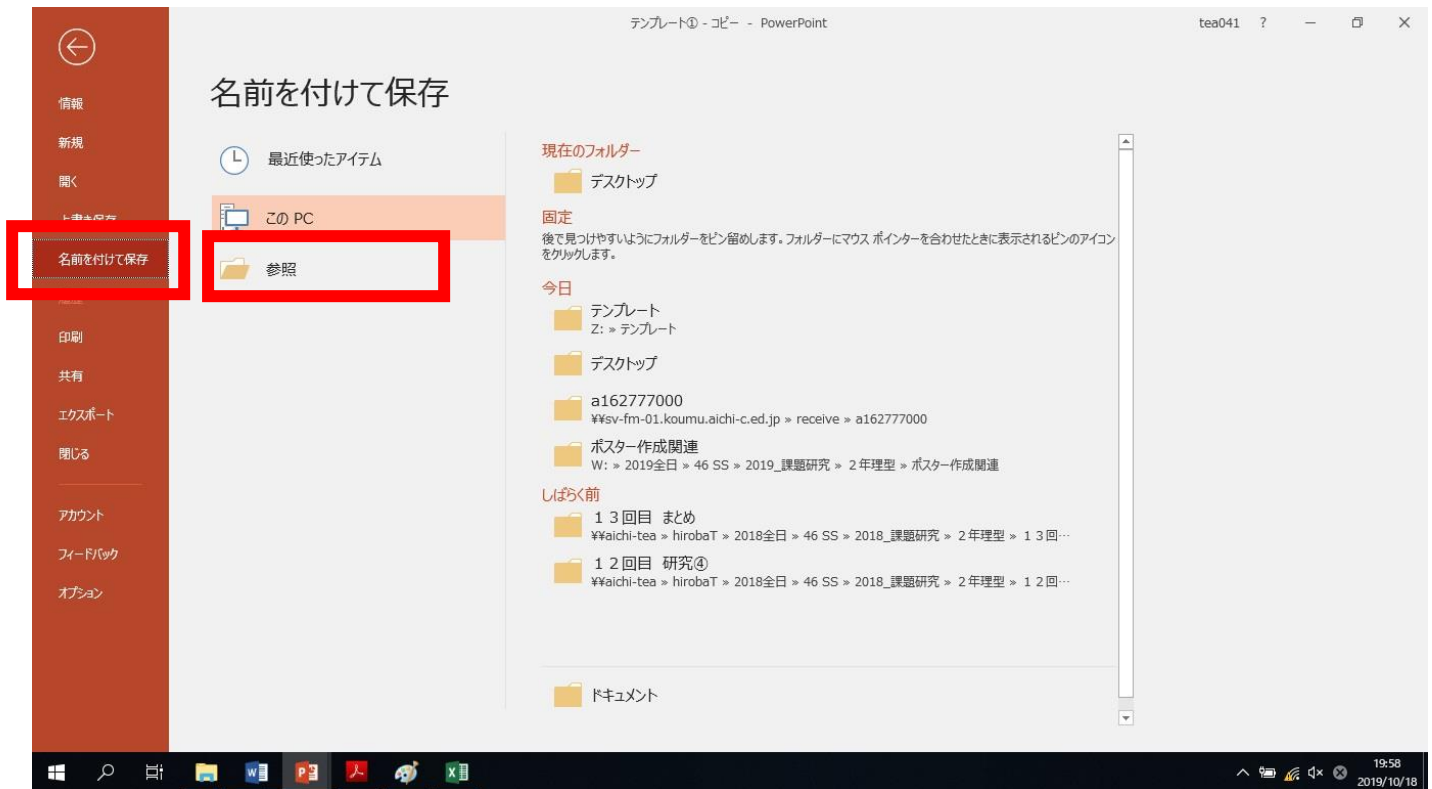 テンプレート① - コピー - PowerPoint
tea041 ?
名前を付けて保存
情報
新規
開く
上書き保存
名前を付けて保存
印刷
共有
エクスポート
閉じる
アカウント
フィードバック
オプション
最近使ったアイテム
この PC
参照
現在のフォルダー
デスクトップ
固定
後で見つけやすいようにフォルダーをピン留めします。フォルダーにマウス ポインターを合わせたときに表示されるピンのアイコン
をクリックします。
今日
テンプレート
Z: » テンプレート
デスクトップ
a162777000
¥¥sv-fm-01.koumu.aichi-c.ed.jp » receive » a162777000
ポスター作成関連
W: » 2019全日 » 46 SS » 2019_課題研究 » 2年理型 » ポスター作成関連
しばらく前
13回目 まとめ
¥¥aichi-tea » hirobaT » 2018全日 » 46 SS » 2018_課題研究 » 2年理型 » 13回…
12回目 研究④
¥¥aichi-tea » hirobaT » 2018全日 » 46 SS » 2018_課題研究 » 2年理型 » 12回…
ドキュメント
19:58
2019/10/18